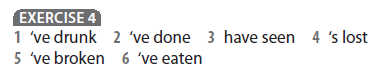 EXERCISE 4
1 ‘ve drunk 2 ‘ve done 3 have seen 4 ‘s lost
5 ‘ve broken 6 ‘ve eaten